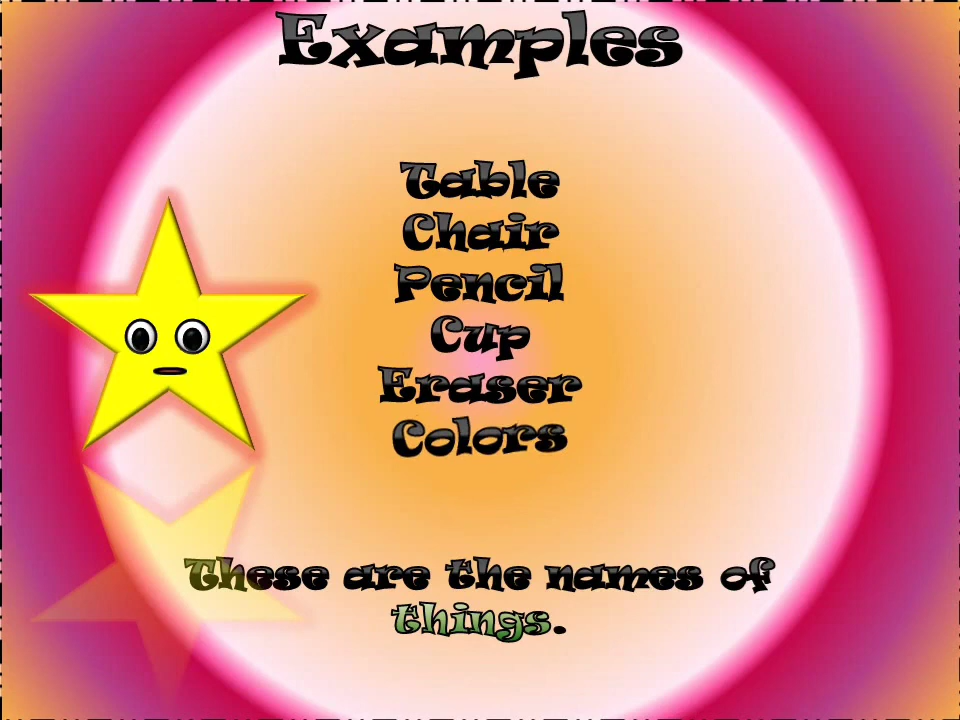 Examples
Table
Chair
Pencil
Cup
Eraser
Colors
These are the names of
things.